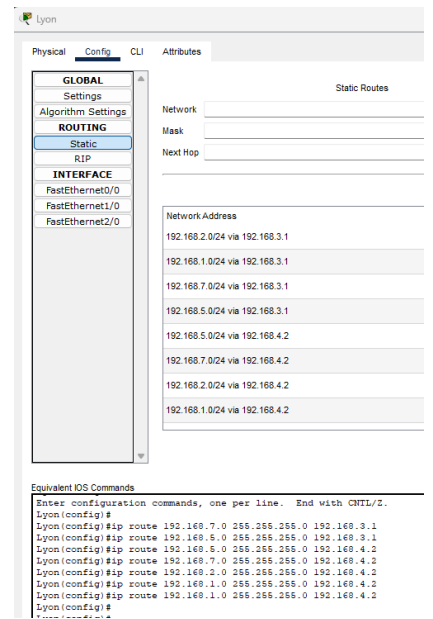 Lyon
Physical Config CLI Attributes
GLOBAL
Settings
Algorithm Settings
ROUTING
Static
RIP
INTERFACE
FastEthernet0/0
FastEthernet1/0
FastEthernet2/0
Static Routes
Network
Mask
Next Hop
Network Address
192.168.2.0/24 via 192.168.3.1
192.168.1.0/24 via 192.168.3.1
192.168.7.0/24 via 192.168.3.1
192.168.5.0/24 via 192.168.3.1
192.168.5.0/24 via 192.168.4.2
192.168.7.0/24 via 192.168.4.2
192.168.2.0/24 via 192.168.4.2
192.168.1.0/24 via 192.168.4.2
Equivalent IOS Commands
Enter configuration commands, one per line. End with CNTL/Z.
Lyon(config)#
Lyon(config)#ip route 192.168.7.0 255.255.255.0 192.168.3.1
Lyon(config)#ip route 192.168.5.0 255.255.255.0 192.168.3.1
Lyon(config)#ip route 192.168.5.0 255.255.255.0 192.168.4.2
Lyon(config)#ip route 192.168.7.0 255.255.255.0 192.168.4.2
Lyon(config)#ip route 192.168.2.0 255.255.255.0 192.168.4.2
Lyon(config)#ip route 192.168.1.0 255.255.255.0 192.168.4.2
Lyon(config)#ip route 192.168.1.0 255.255.255.0 192.168.4.2
Lyon(config)#
Lyon(config)#